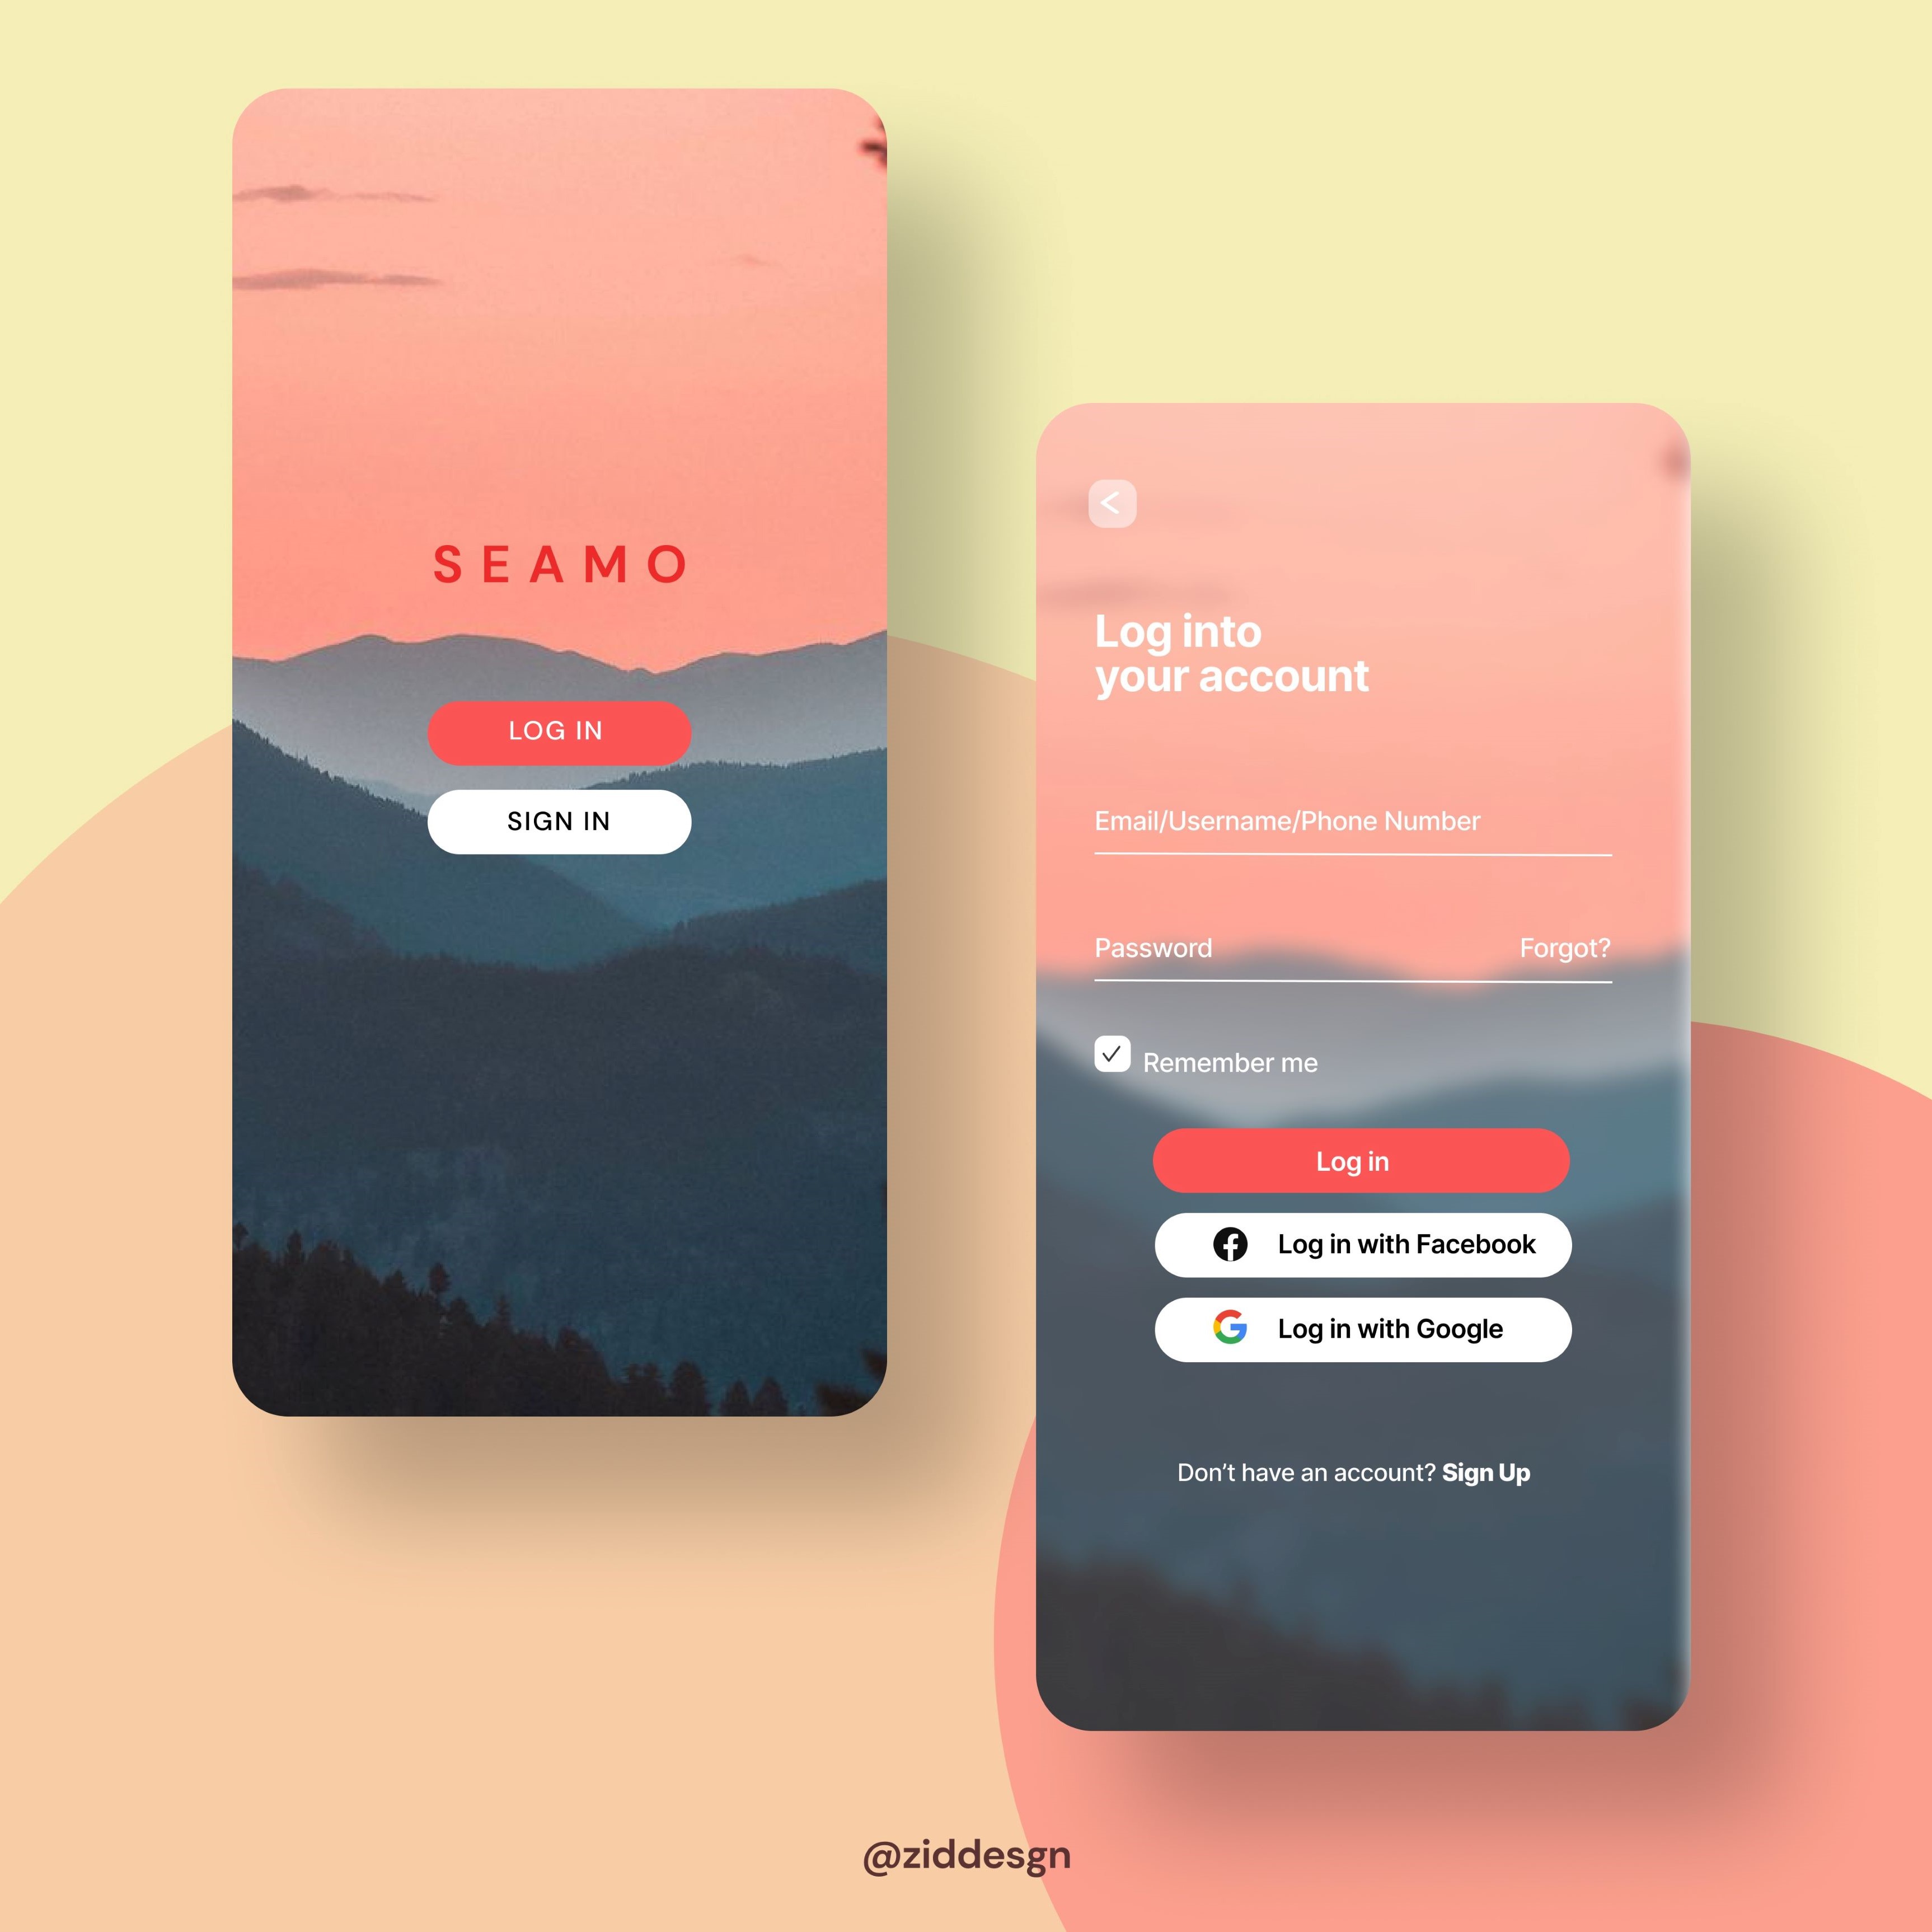 SEAMO
LOG IN
SIGN IN
Log into
your account
Email/Username/Phone Number
Password Forgot?
Remember me
Log in
Log in with Facebook
Log in with Google
Don’t have an account? Sign Up
@ziddesgn